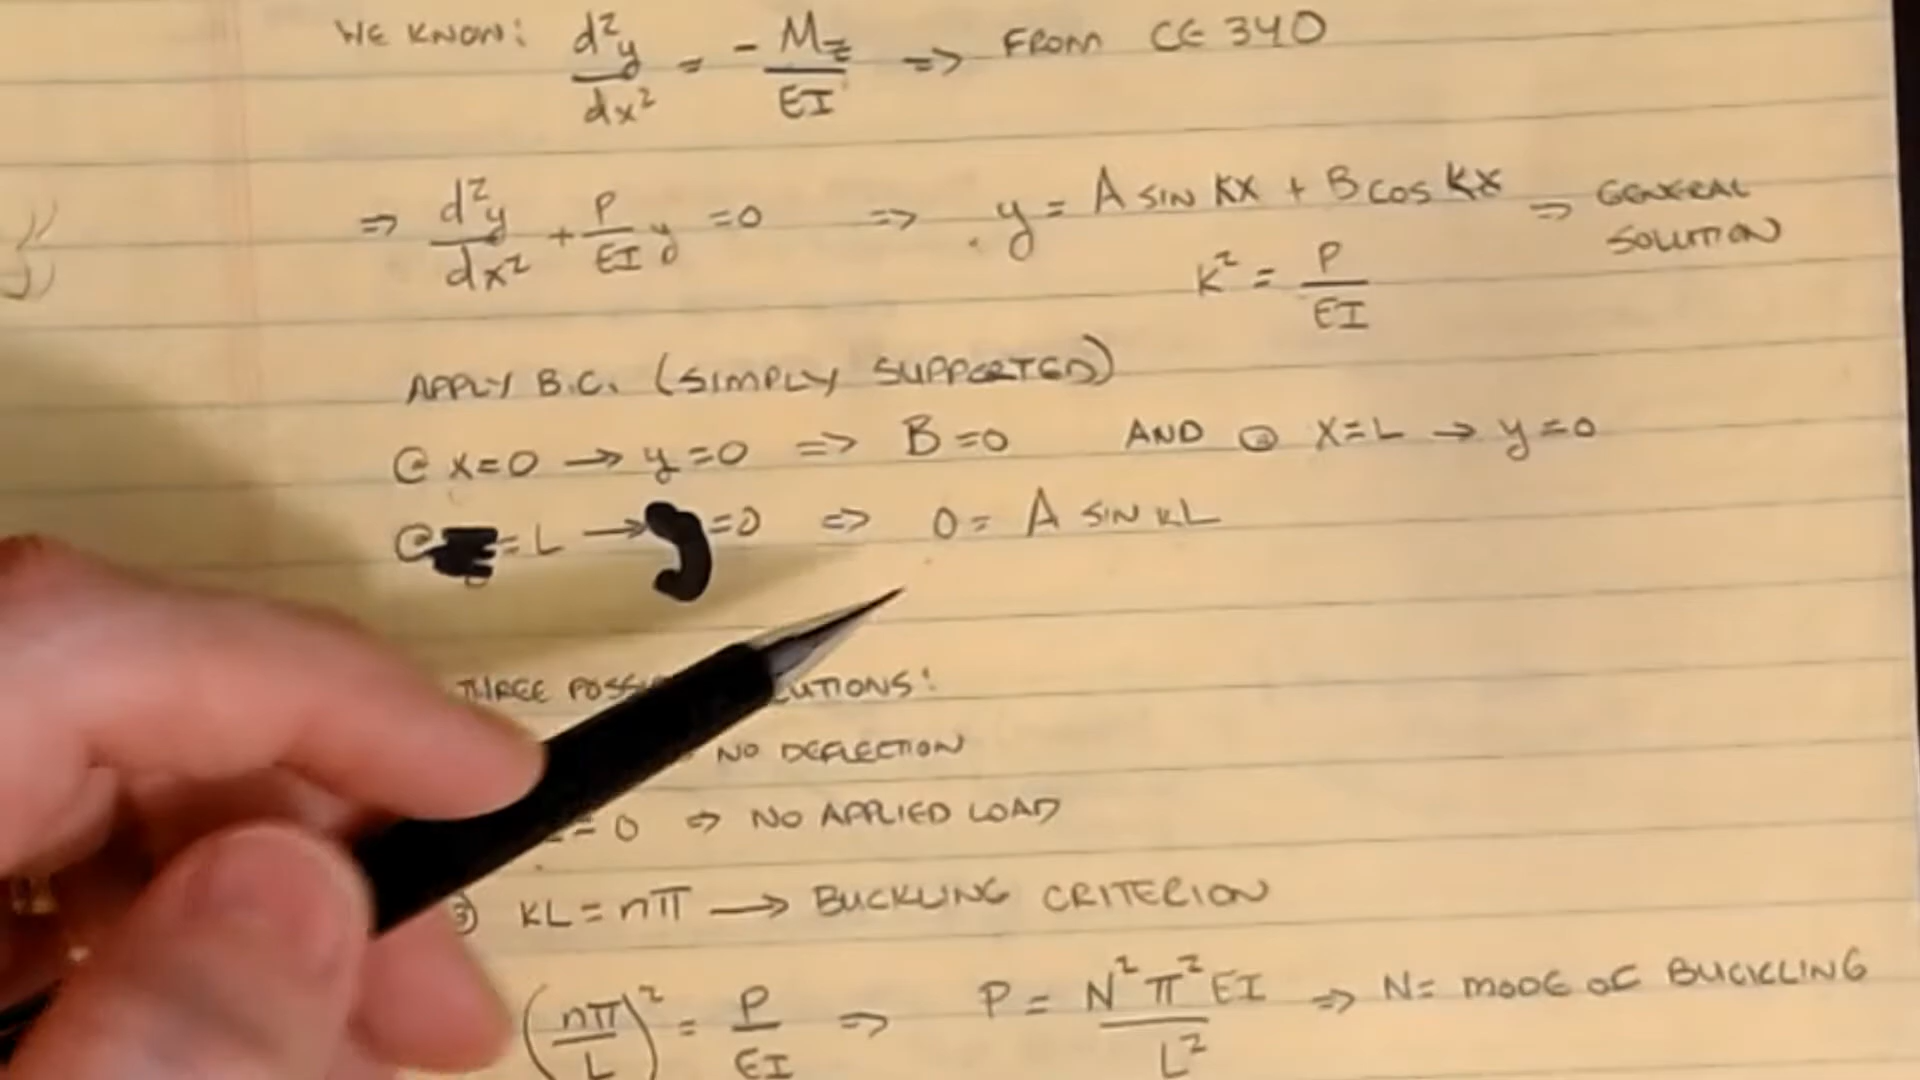 WE KNOW: d²y/dx² = - Mz/EI => FROM CE 340
=> d²y/dx² + P/EI y = 0 => y = A SIN KX + B COS KX => GENERAL SOLUTION
K² = P/EI
APPLY B.C. (SIMPLY SUPPORTED)
@ X=0 → y=0 => B=0 AND @ X=L → y=0
@ = L → =0 => 0 = A SIN KL
THREE
NO DEFLECTION
= 0 => NO APPLIED LOAD
3) KL = nπ → BUCKLING CRITERION
(nπ/L)² = P/EI => P = N²π²EI/L² => N= MODE OF BUCKLING